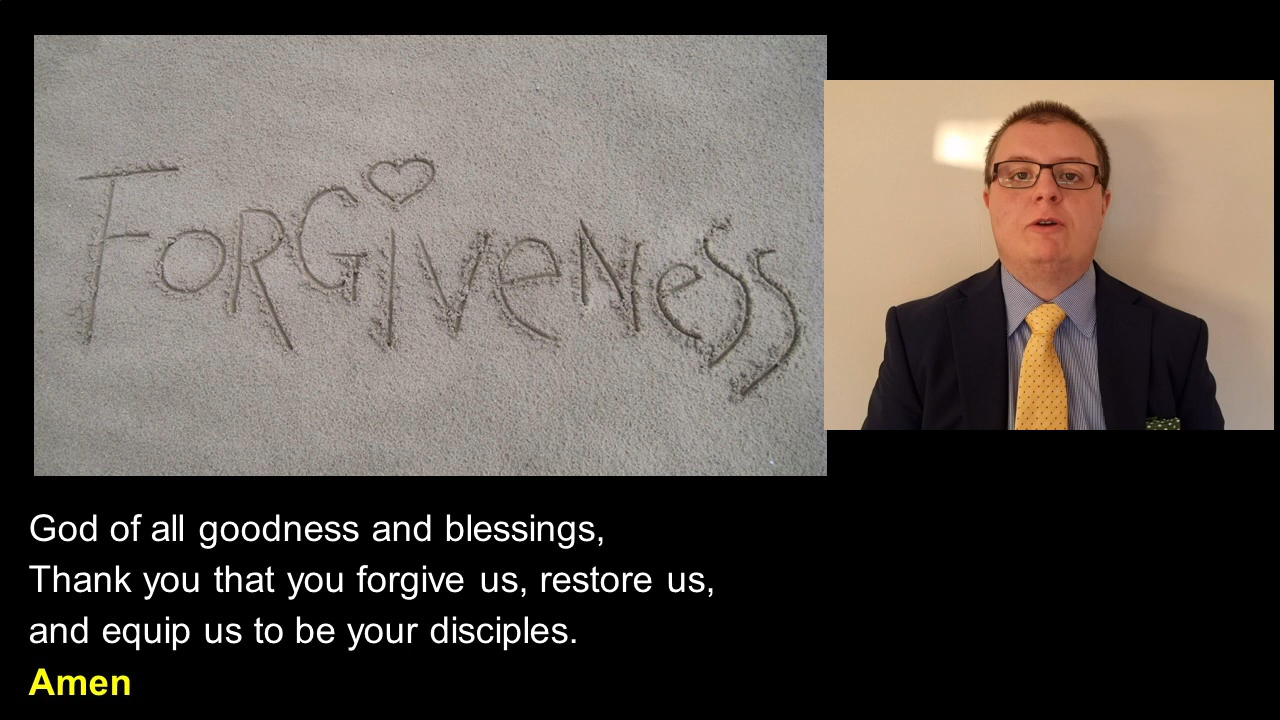 FORGiVeNeSS
God of all goodness and blessings,
Thank you that you forgive us, restore us,
and equip us to be your disciples.
Amen